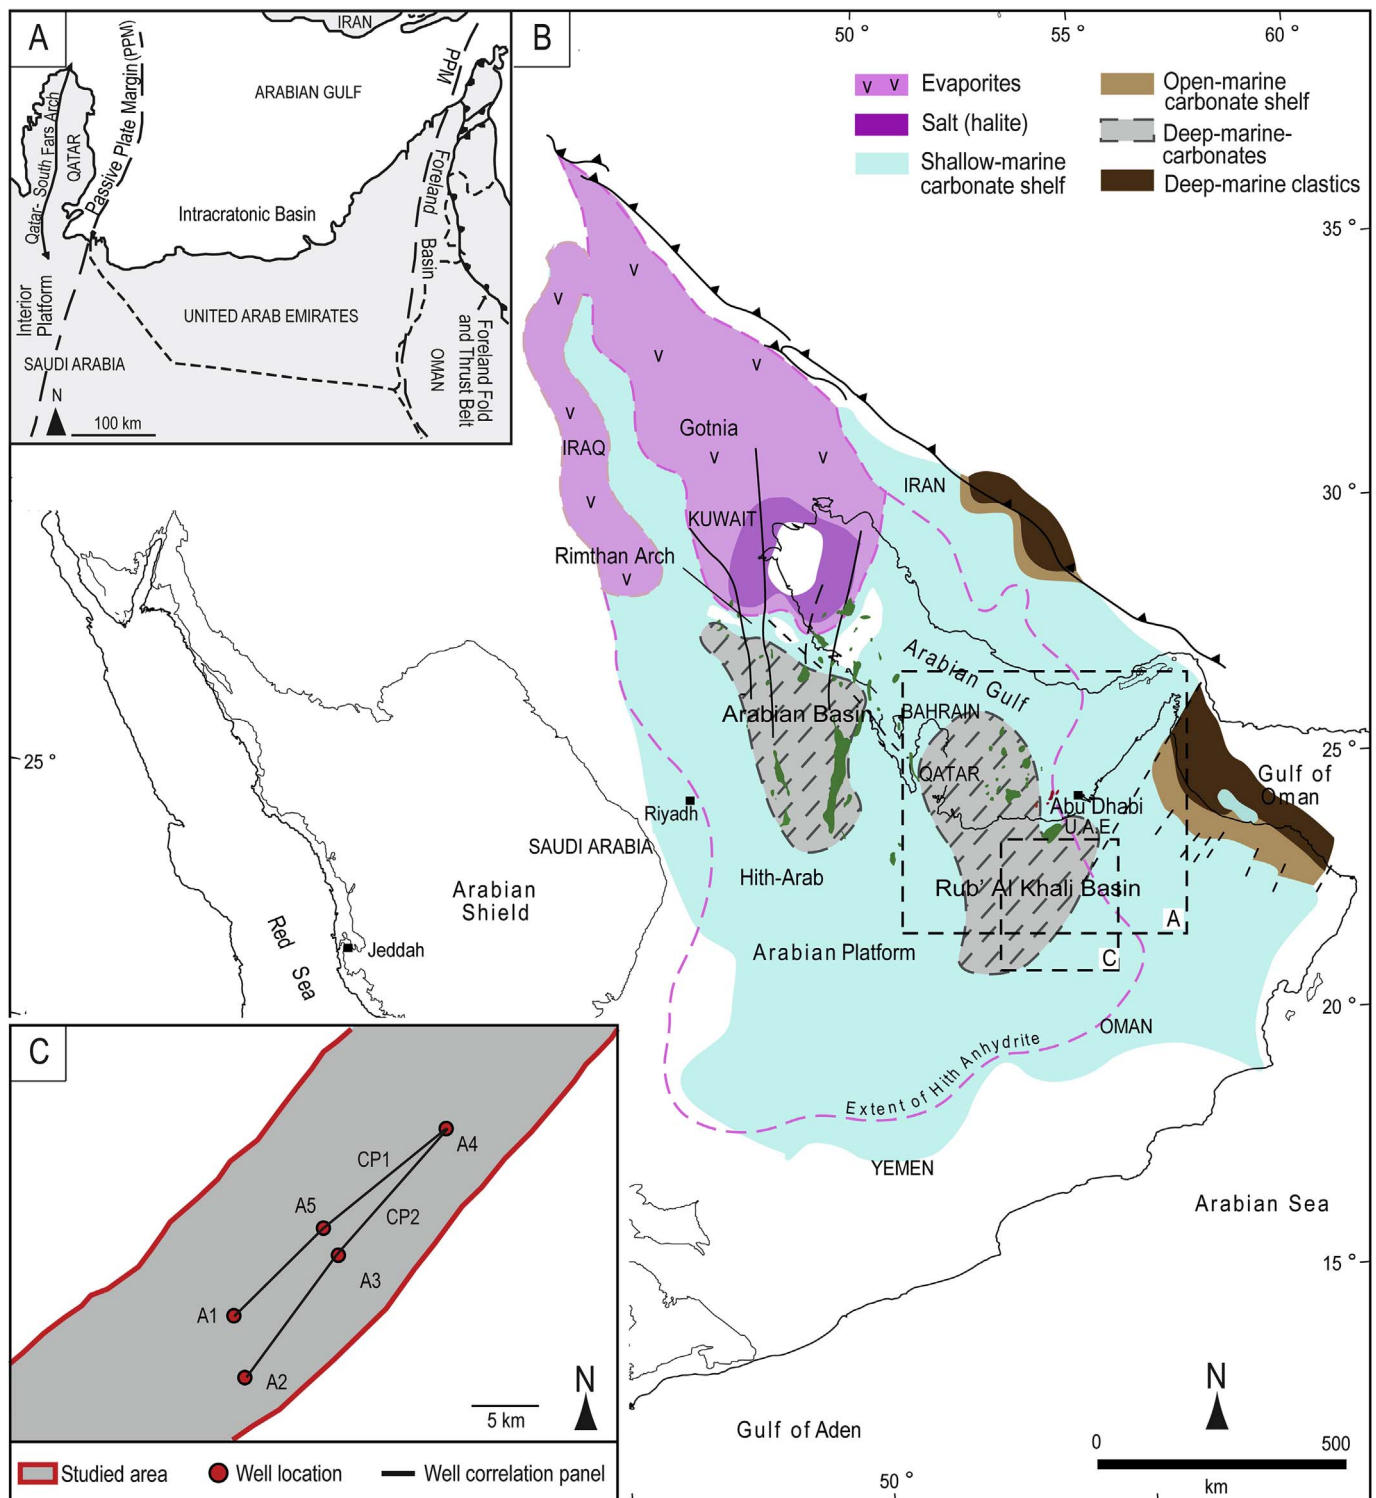 A
IRAN
Passive Plate Margin (PPM)
PPM
ARABIAN GULF
Qatar- South Fars Arch
QATAR
Foreland
Basin
Intracratonic Basin
Interior
Platform
UNITED ARAB EMIRATES
SAUDI ARABIA
OMAN
Foreland Fold
and Thrust Belt
N
100 km
B
50 °
55 °
60 °
v v
Evaporites
Salt (halite)
Shallow-marine
carbonate shelf
Open-marine
carbonate shelf
Deep-marine-
carbonates
Deep-marine clastics
35 °
30 °
25 °
20 °
15 °
v
v
v
v
v
Gotnia
IRAQ
v
v
v
IRAN
KUWAIT
Rimthan Arch
v
Arabian Gulf
Arabian Basin
BAHRAIN
QATAR
25 °
Gulf of
Oman
Abu Dhabi
U.A.E
Riyadh
SAUDI ARABIA
Hith-Arab
Rub' Al Khali Basin
A
Arabian
Shield
Arabian Platform
C
Red Sea
Jeddah
OMAN
Extent of Hith Anhydrite
YEMEN
Arabian Sea
Gulf of Aden
N
0
500
km
50 °
C
A4
CP1
A5
CP2
A3
A1
A2
N
5 km
Studied area
Well location
Well correlation panel